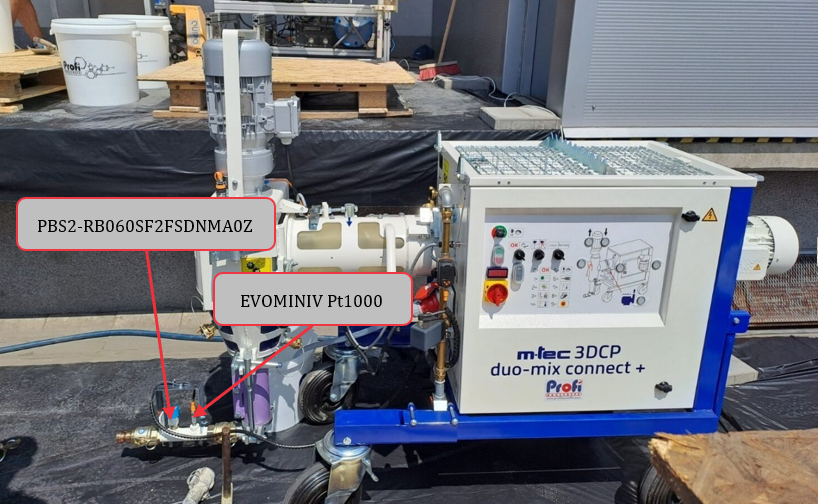 Profi
PBS2-RB060SF2FSDNMA0Z
EVOMINIV Pt1000
m-tec 3DCP
duo-mix connect +
Profi